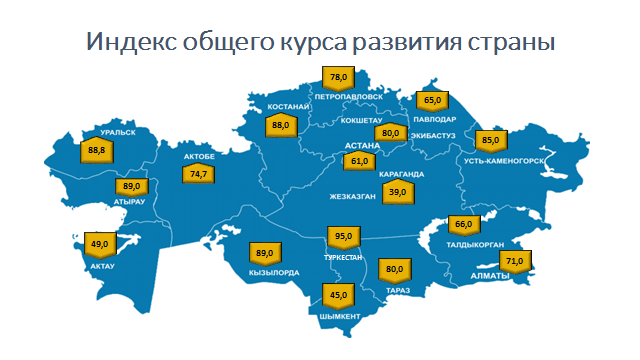 Индекс общего курса развития страны
78,0
ПЕТРОПАВЛОВСК
КОСТАНАЙ
88,0
КОКШЕТАУ
80,0
65,0
ПАВЛОДАР
ЭКИБАСТУЗ
УРАЛЬСК
88,8
АКТОБЕ
74,7
АСТАНА
61,0
85,0
УСТЬ-КАМЕНОГОРСК
89,0
АТЫРАУ
КАРАГАНДА
39,0
ЖЕЗКАЗГАН
49,0
АКТАУ
89,0
КЫЗЫЛОРДА
95,0
ТУРКЕСТАН
66,0
ТАЛДЫКОРГАН
80,0
ТАРАЗ
71,0
АЛМАТЫ
45,0
ШЫМКЕНТ